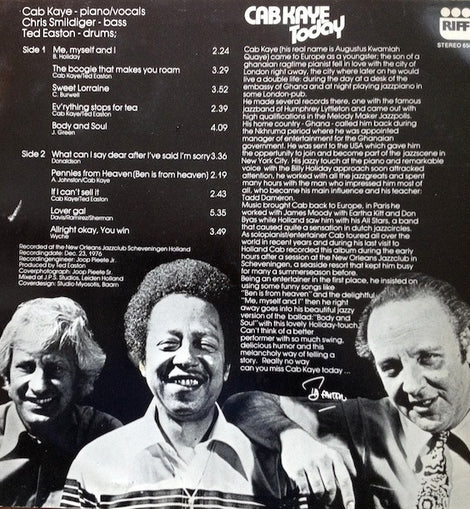 Cab Kaye - piano/vocals
Chris Smildiger - bass
Ted Easton - drums;
Side 1 Me, myself and I 2.24
B. Holiday
The boogie that makes you roam 3.29
Cab Kaye/Ted Easton
Sweet Lorraine 3.52
C. Burwell
Ev'rything stops for tea 2.39
Cab Kaye/Ted Easton
Body and Soul 4.09
J. Green
Side 2 What can I say dear after I've said I'm sorry 3.36
Donaldson
Pennies from Heaven (Ben is from heaven) 2.19
A. Johnston/Cab Kaye
If I can't sell it 2.43
Cab Kaye/Ted Easton
Lover gal 5.35
Davis/Ramirez/Sherman
Allright okay, You win 3.49
Wyche
Recorded at the New Orleans Jazzclub Scheveningen Holland
Recordingdate: Dec. 23, 1976
Recordingengineer: Joop Pisete Jr.
Produced by Ted Easton
Coverphotograph: Joop Pisete Sr.
Mixed at J.P.S. Studios, Leiden Holland
Coverdesign: Studio Myosotis, Baarn
CAB KAYE
Today
RIFF
STEREO
Cab Kaye (his real name is Augustus Kwamlah
Quaye) came to Europe as a youngster; the son of a
ghanaian ragtime pianist fell in love with the city of
London right away, the city where later on he would
live a double life: during the day at a desk of the
embassy of Ghana and at night playing jazzpiano in
some London-pub.
He made several records there, one with the famous
jazzband of Humphrey Lyttleton and came out with
high qualifications in the Melody Maker Jazzpolls.
His home country - Ghana - called him back during
the Nkhruma period where he was appointed
manager of entertainment for the Ghanaian
government. He was sent to the USA which gave him
the oppertunity to join and become part of the jazzscene in
New York City. His jazzy touch at the piano and remarkable
voice with the Billy Holiday approach soon attracked
attention, he worked with all the jazzgreats and spent
many hours with the man who impressed him most of
all, who became his main influence and his teacher:
Tadd Dameron.
Music brought Cab back to Europe, in Paris he
worked with James Moody with Eartha Kitt and Don
Byas while Holland saw him with his All Stars, a band
that caused quite a sensation in dutch jazzcircles.
As solopianist/entertainer Cab toured all over the
world in recent years and during his last visit to
Holland Cab recorded this album during the early
hours after a session at the New Orleans Jazzclub in
Scheveningen, a seaside resort that kept him busy
for many a summerseason before.
Being an entertainer in the first place, he insisted on
using some funny songs like
"Ben is from heaven" and the delightful
"Me, myself and I" then he right
away goes into his beautiful jazzy
version of the ballad: "Body and
Soul" with this lovely Holiday-touch.
Can't think of a better
performer with so much swing,
delicious humor and this
melancholy way of telling a
story. Really no way
can you miss Cab Kaye today ...